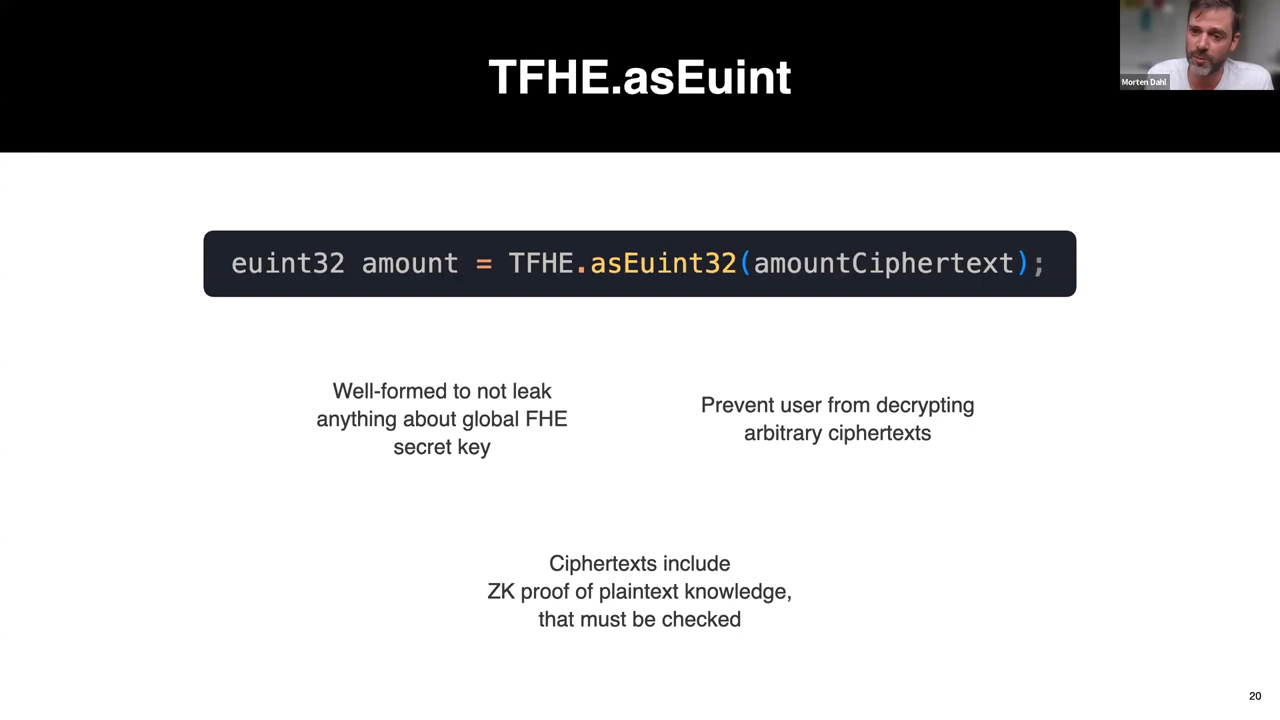 TFHE.asEuint
Morten Dahl
euint32 amount = TFHE.asEuint32(amountCiphertext);
Well-formed to not leak
anything about global FHE
secret key
Prevent user from decrypting
arbitrary ciphertexts
Ciphertexts include
ZK proof of plaintext knowledge,
that must be checked
20